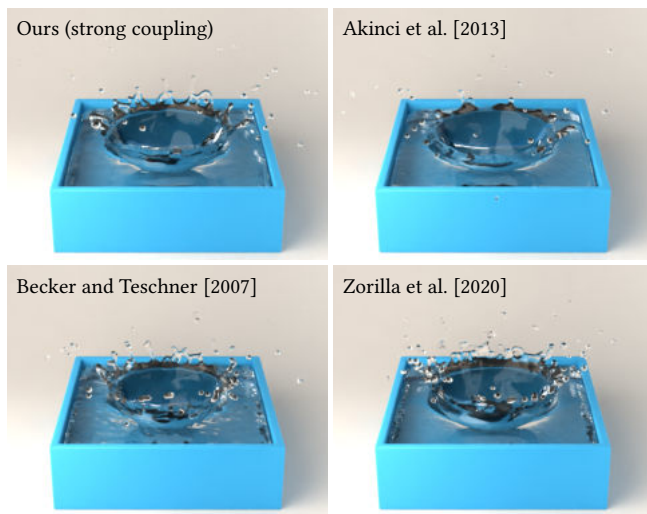 Ours (strong coupling)
Akinci et al. [2013]
Becker and Teschner [2007]
Zorilla et al. [2020]